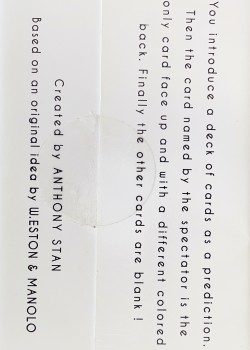 You introduce a deck of cards as a prediction.
Then the card named by the spectator is the
only card face up and with a different colored
back. Finally the other cards are blank !
Created by ANTHONY STAN
Based on an original idea by W.ESTON & MANOLO